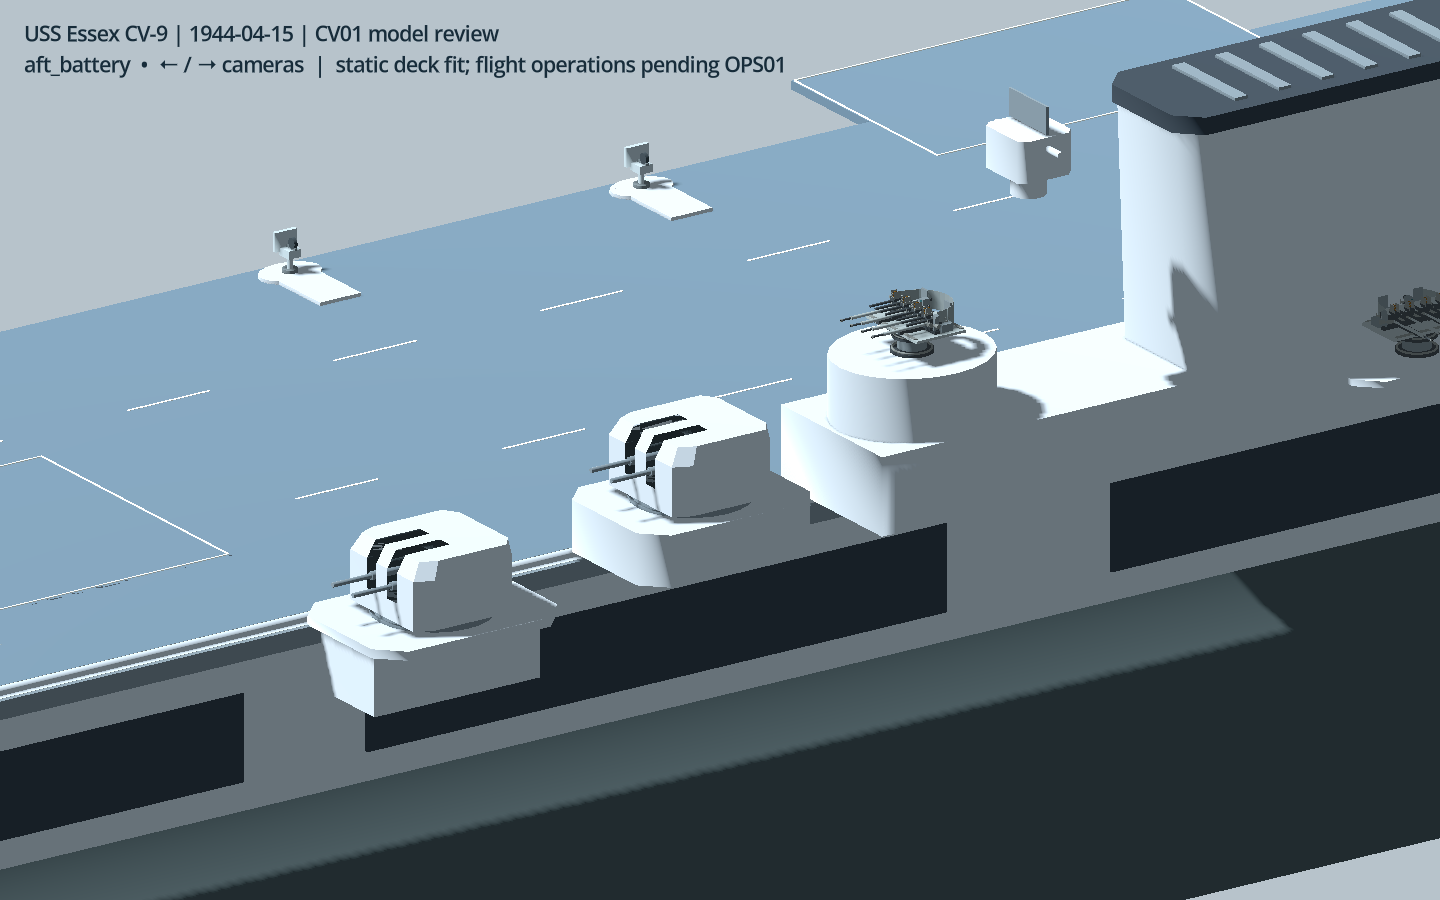 USS Essex CV-9 | 1944-04-15 | CV01 model review
aft_battery • ← / → cameras | static deck fit; flight operations pending OPS01